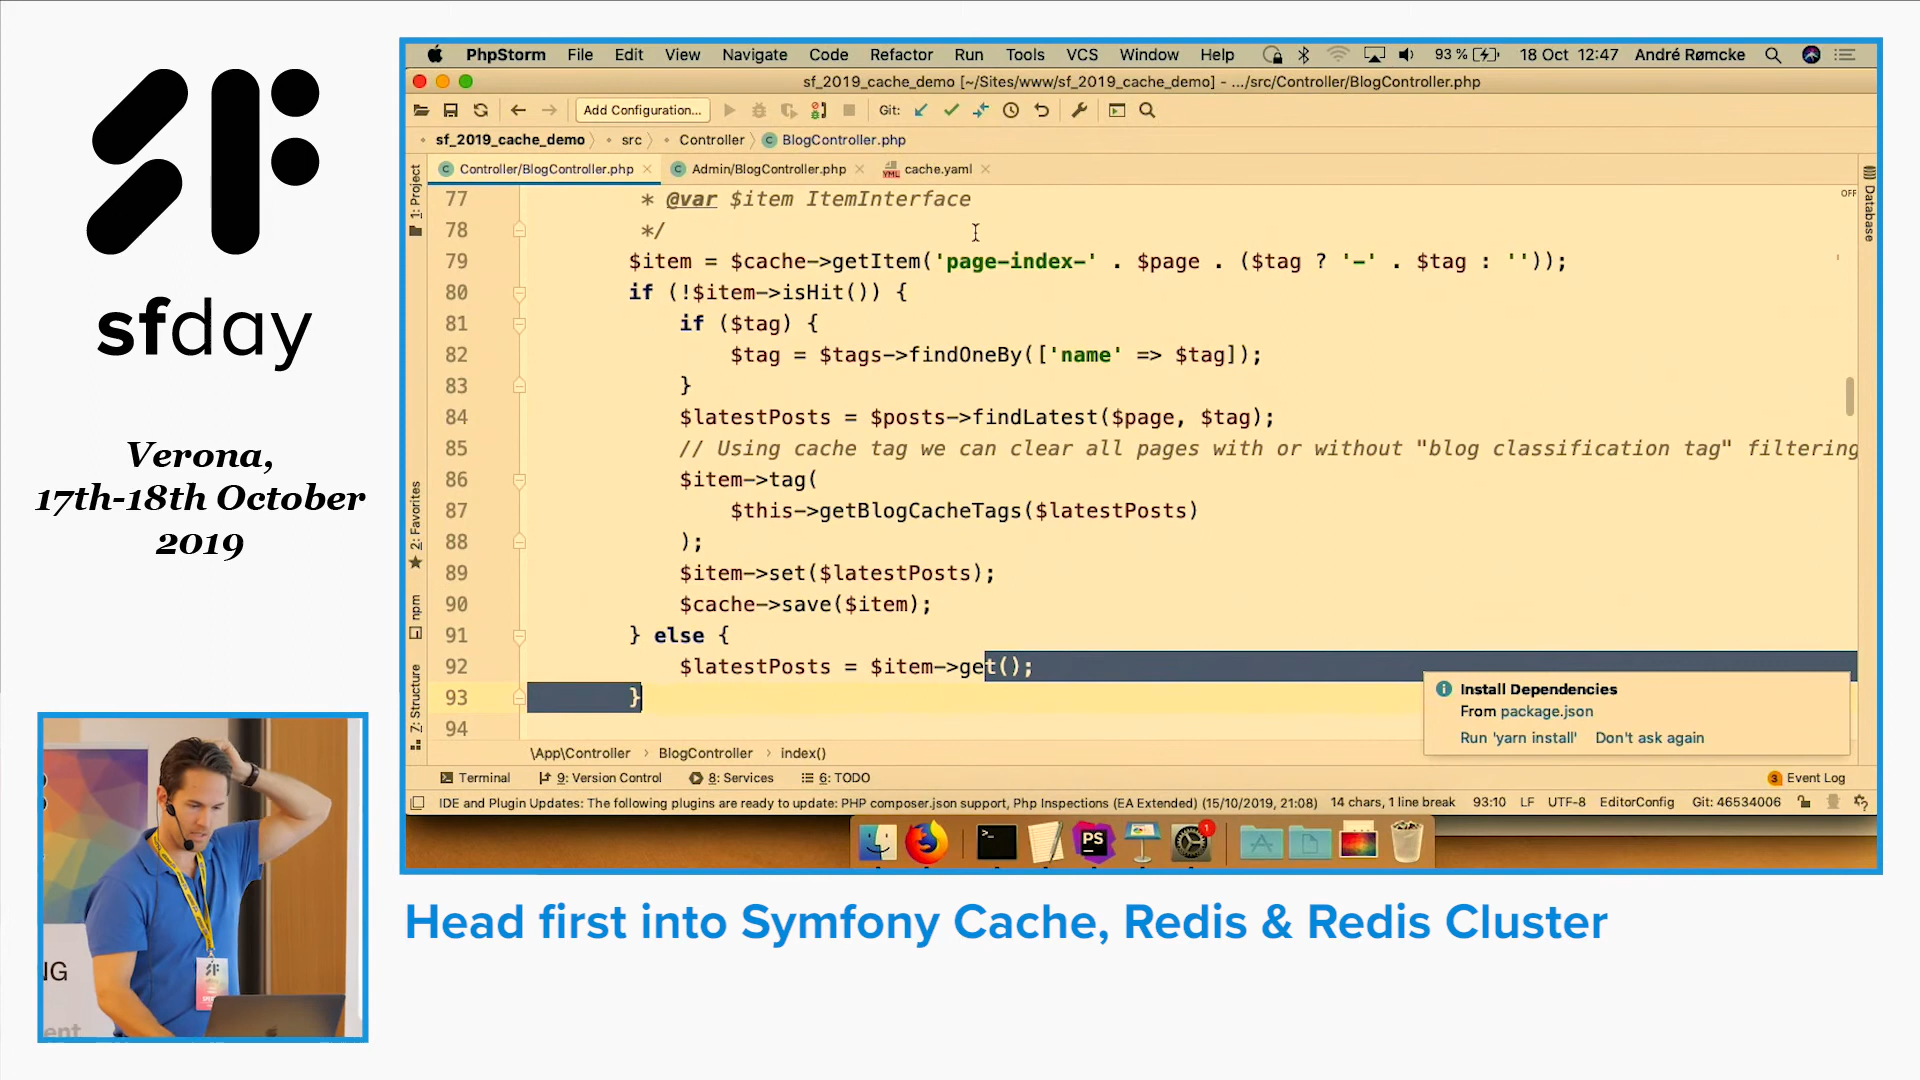 sfday
Verona,
17th-18th October
2019
PhpStorm File Edit View Navigate Code Refactor Run Tools VCS Window Help 93 % 18 Oct 12:47 André Rømcke
sf_2019_cache_demo [~/Sites/www/sf_2019_cache_demo] - .../src/Controller/BlogController.php
Add Configuration... Git:
sf_2019_cache_demo src Controller BlogController.php
Controller/BlogController.php Admin/BlogController.php cache.yaml
1: Project
2: Favorites
npm
7: Structure
Database
OFF
77 * @var $item ItemInterface
78 */
79 $item = $cache->getItem('page-index-' . $page . ($tag ? '-' . $tag : ''));
80 if (!$item->isHit()) {
81 if ($tag) {
82 $tag = $tags->findOneBy(['name' => $tag]);
83 }
84 $latestPosts = $posts->findLatest($page, $tag);
85 // Using cache tag we can clear all pages with or without "blog classification tag" filtering
86 $item->tag(
87 $this->getBlogCacheTags($latestPosts)
88 );
89 $item->set($latestPosts);
90 $cache->save($item);
91 } else {
92 $latestPosts = $item->get();
93 }
94
Install Dependencies
From package.json
Run 'yarn install' Don't ask again
\App\Controller BlogController index()
Terminal 9: Version Control 8: Services 6: TODO 3 Event Log
IDE and Plugin Updates: The following plugins are ready to update: PHP composer.json support, Php Inspections (EA Extended) (15/10/2019, 21:08) 14 chars, 1 line break 93:10 LF UTF-8 EditorConfig Git: 46534006
PS
1
Head first into Symfony Cache, Redis & Redis Cluster